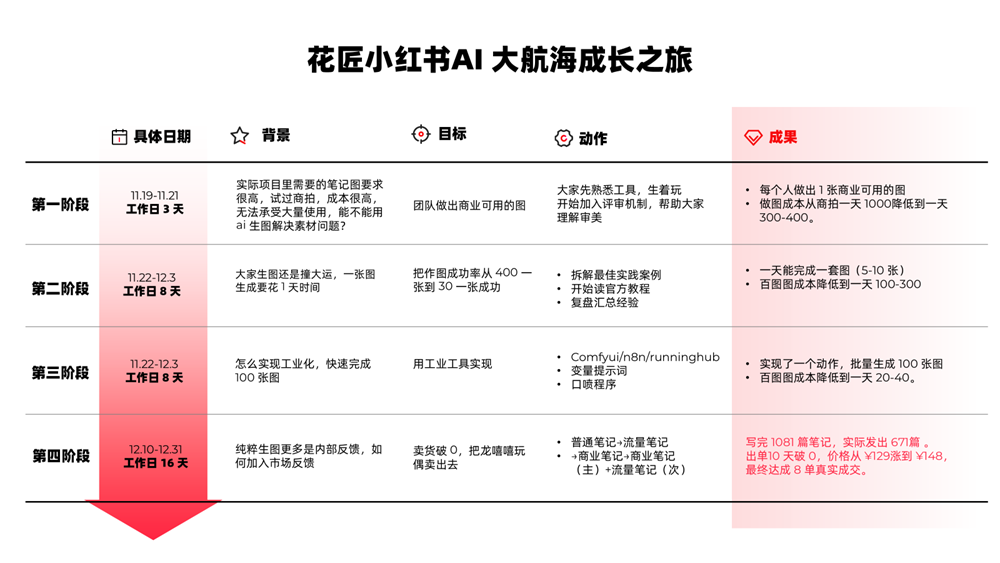 花匠小红书AI 大航海成长之旅
具体日期
背景
目标
动作
成果
第一阶段
11.19-11.21
工作日 3 天
实际项目里需要的笔记图要求
很高，试过商拍，成本很高，
无法承受大量使用，能不能用
ai 生图解决素材问题？
团队做出商业可用的图
大家先熟悉工具，生着玩
开始加入评审机制，帮助大家
理解审美
• 每个人做出 1 张商业可用的图
• 做图成本从商拍一天 1000降低到一天
300-400。
第二阶段
11.22-12.3
工作日 8 天
大家生图还是撞大运，一张图
生成要花 1 天时间
把作图成功率从 400 一
张到 30 一张成功
• 拆解最佳实践案例
• 开始读官方教程
• 复盘汇总经验
• 一天能完成一套图（5-10 张）
• 百图图成本降低到一天 100-300
第三阶段
11.22-12.3
工作日 8 天
怎么实现工业化，快速完成
100 张图
用工业工具实现
• Comfyui/n8n/runninghub
• 变量提示词
• 口喷程序
• 实现了一个动作，批量生成 100 张图
• 百图图成本降低到一天 20-40。
第四阶段
12.10-12.31
工作日 16 天
纯粹生图更多是内部反馈，如
何加入市场反馈
卖货破 0，把龙嘻嘻玩
偶卖出去
• 普通笔记→流量笔记
• →商业笔记→商业笔记
（主）+流量笔记（次）
写完 1081 篇笔记，实际发出 671篇 。
出单10 天破 0，价格从 ¥129涨到 ¥148，
最终达成 8 单真实成交。